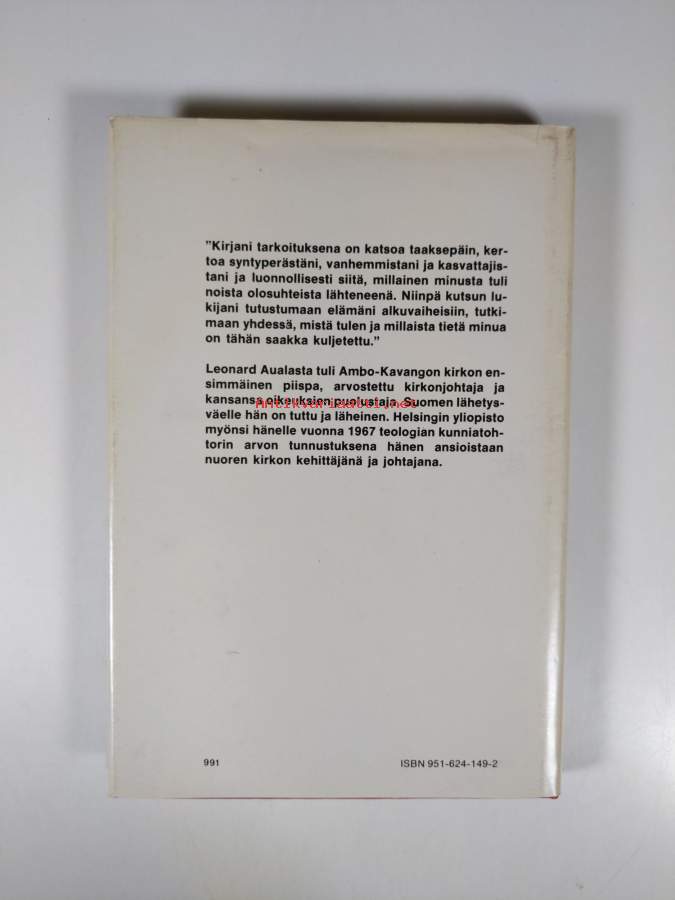 "Kirjani tarkoituksena on katsoa taaksepäin, ker-
toa syntyperästäni, vanhemmistani ja kasvattajis-
tani ja luonnollisesti siitä, millainen minusta tuli
noista olosuhteista lähteneenä. Niinpä kutsun lu-
kijani tutustumaan elämäni alkuvaiheisiin, tutki-
maan yhdessä, mistä tulen ja millaista tietä minua
on tähän saakka kuljetettu."
Leonard Aualasta tuli Ambo-Kavangon kirkon en-
simmäinen piispa, arvostettu kirkonjohtaja ja
kansansa oikeuksien puolustaja. Suomen lähetys-
Antikvariaatti.net
väelle hän on tuttu ja läheinen. Helsingin yliopisto
myönsi hänelle vuonna 1967 teologian kunniatoh-
torin arvon tunnustuksena hänen ansioistaan
nuoren kirkon kehittäjänä ja johtajana.
991
ISBN 951-624-149-2